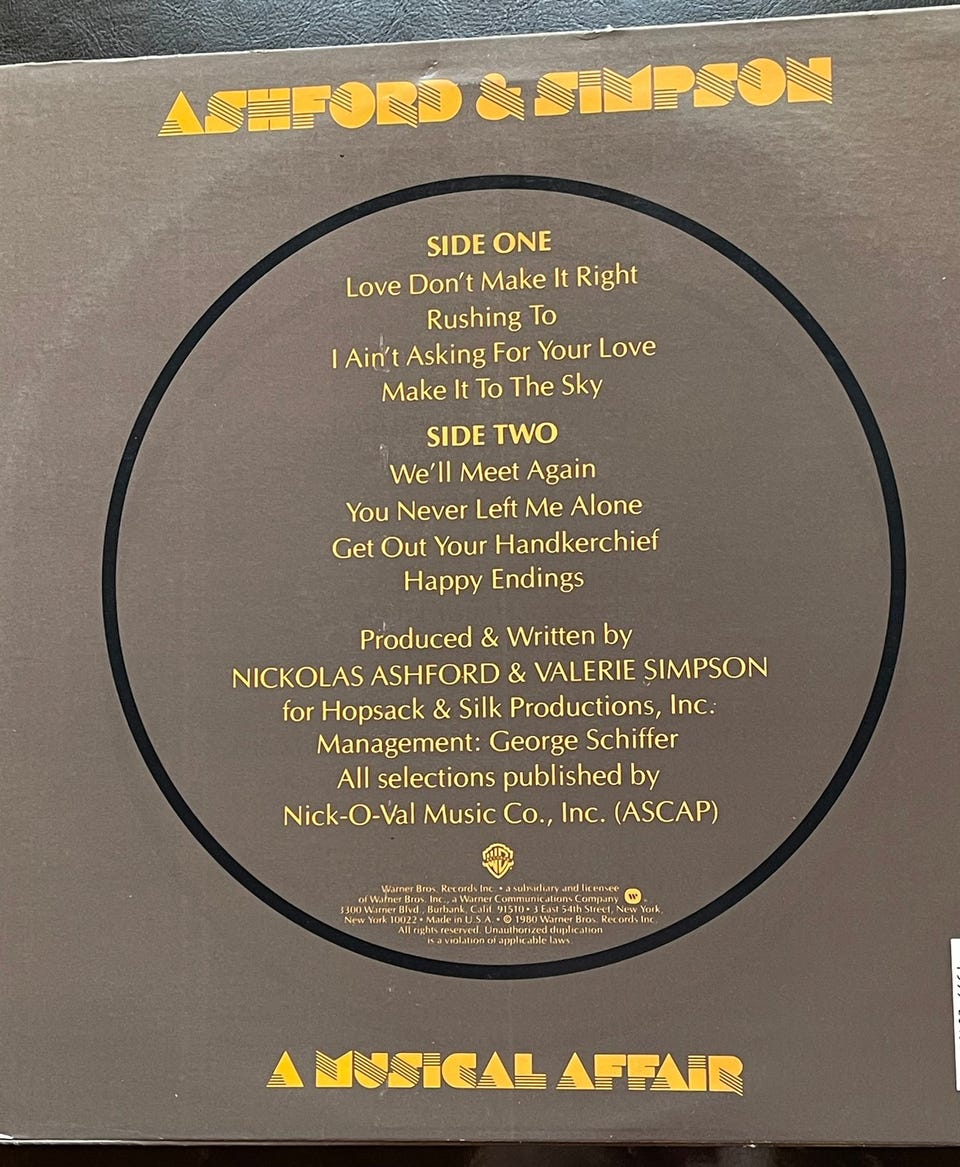 ASHFORD & SIMPSON
SIDE ONE
Love Don't Make It Right
Rushing To
I Ain't Asking For Your Love
Make It To The Sky
SIDE TWO
We'll Meet Again
You Never Left Me Alone
Get Out Your Handkerchief
Happy Endings
Produced & Written by
NICKOLAS ASHFORD & VALERIE SIMPSON
for Hopsack & Silk Productions, Inc.
Management: George Schiffer
All selections published by
Nick-O-Val Music Co., Inc. (ASCAP)
Warner Bros. Records Inc. • a subsidiary and licensee
of Warner Bros. Inc., a Warner Communications Company
3300 Warner Blvd., Burbank, Calif. 91510 • 3 East 54th Street, New York,
New York 10022 • Made in U.S.A. • © 1980 Warner Bros. Records Inc.
All rights reserved. Unauthorized duplication
is a violation of applicable laws.
A MUSICAL AFFAIR